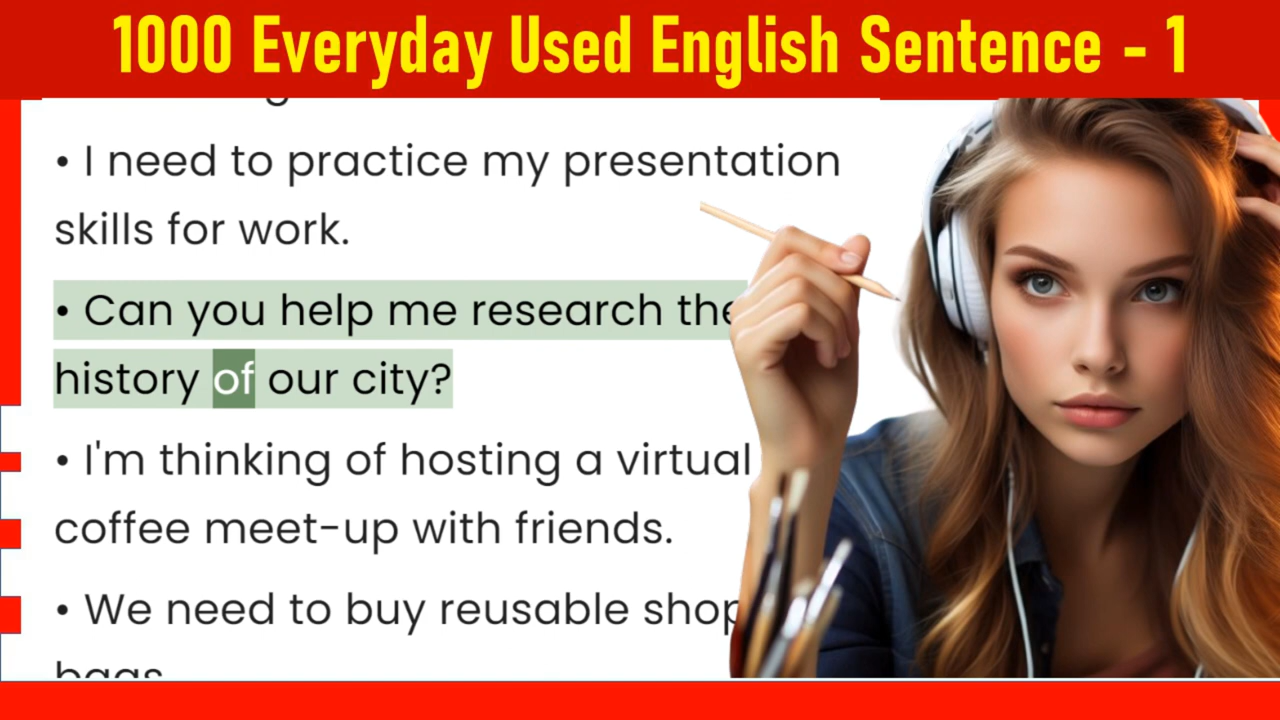 1000 Everyday Used English Sentence - 1
• I need to practice my presentation
skills for work.
• Can you help me research the
history of our city?
• I'm thinking of hosting a virtual
coffee meet-up with friends.
• We need to buy reusable
bags